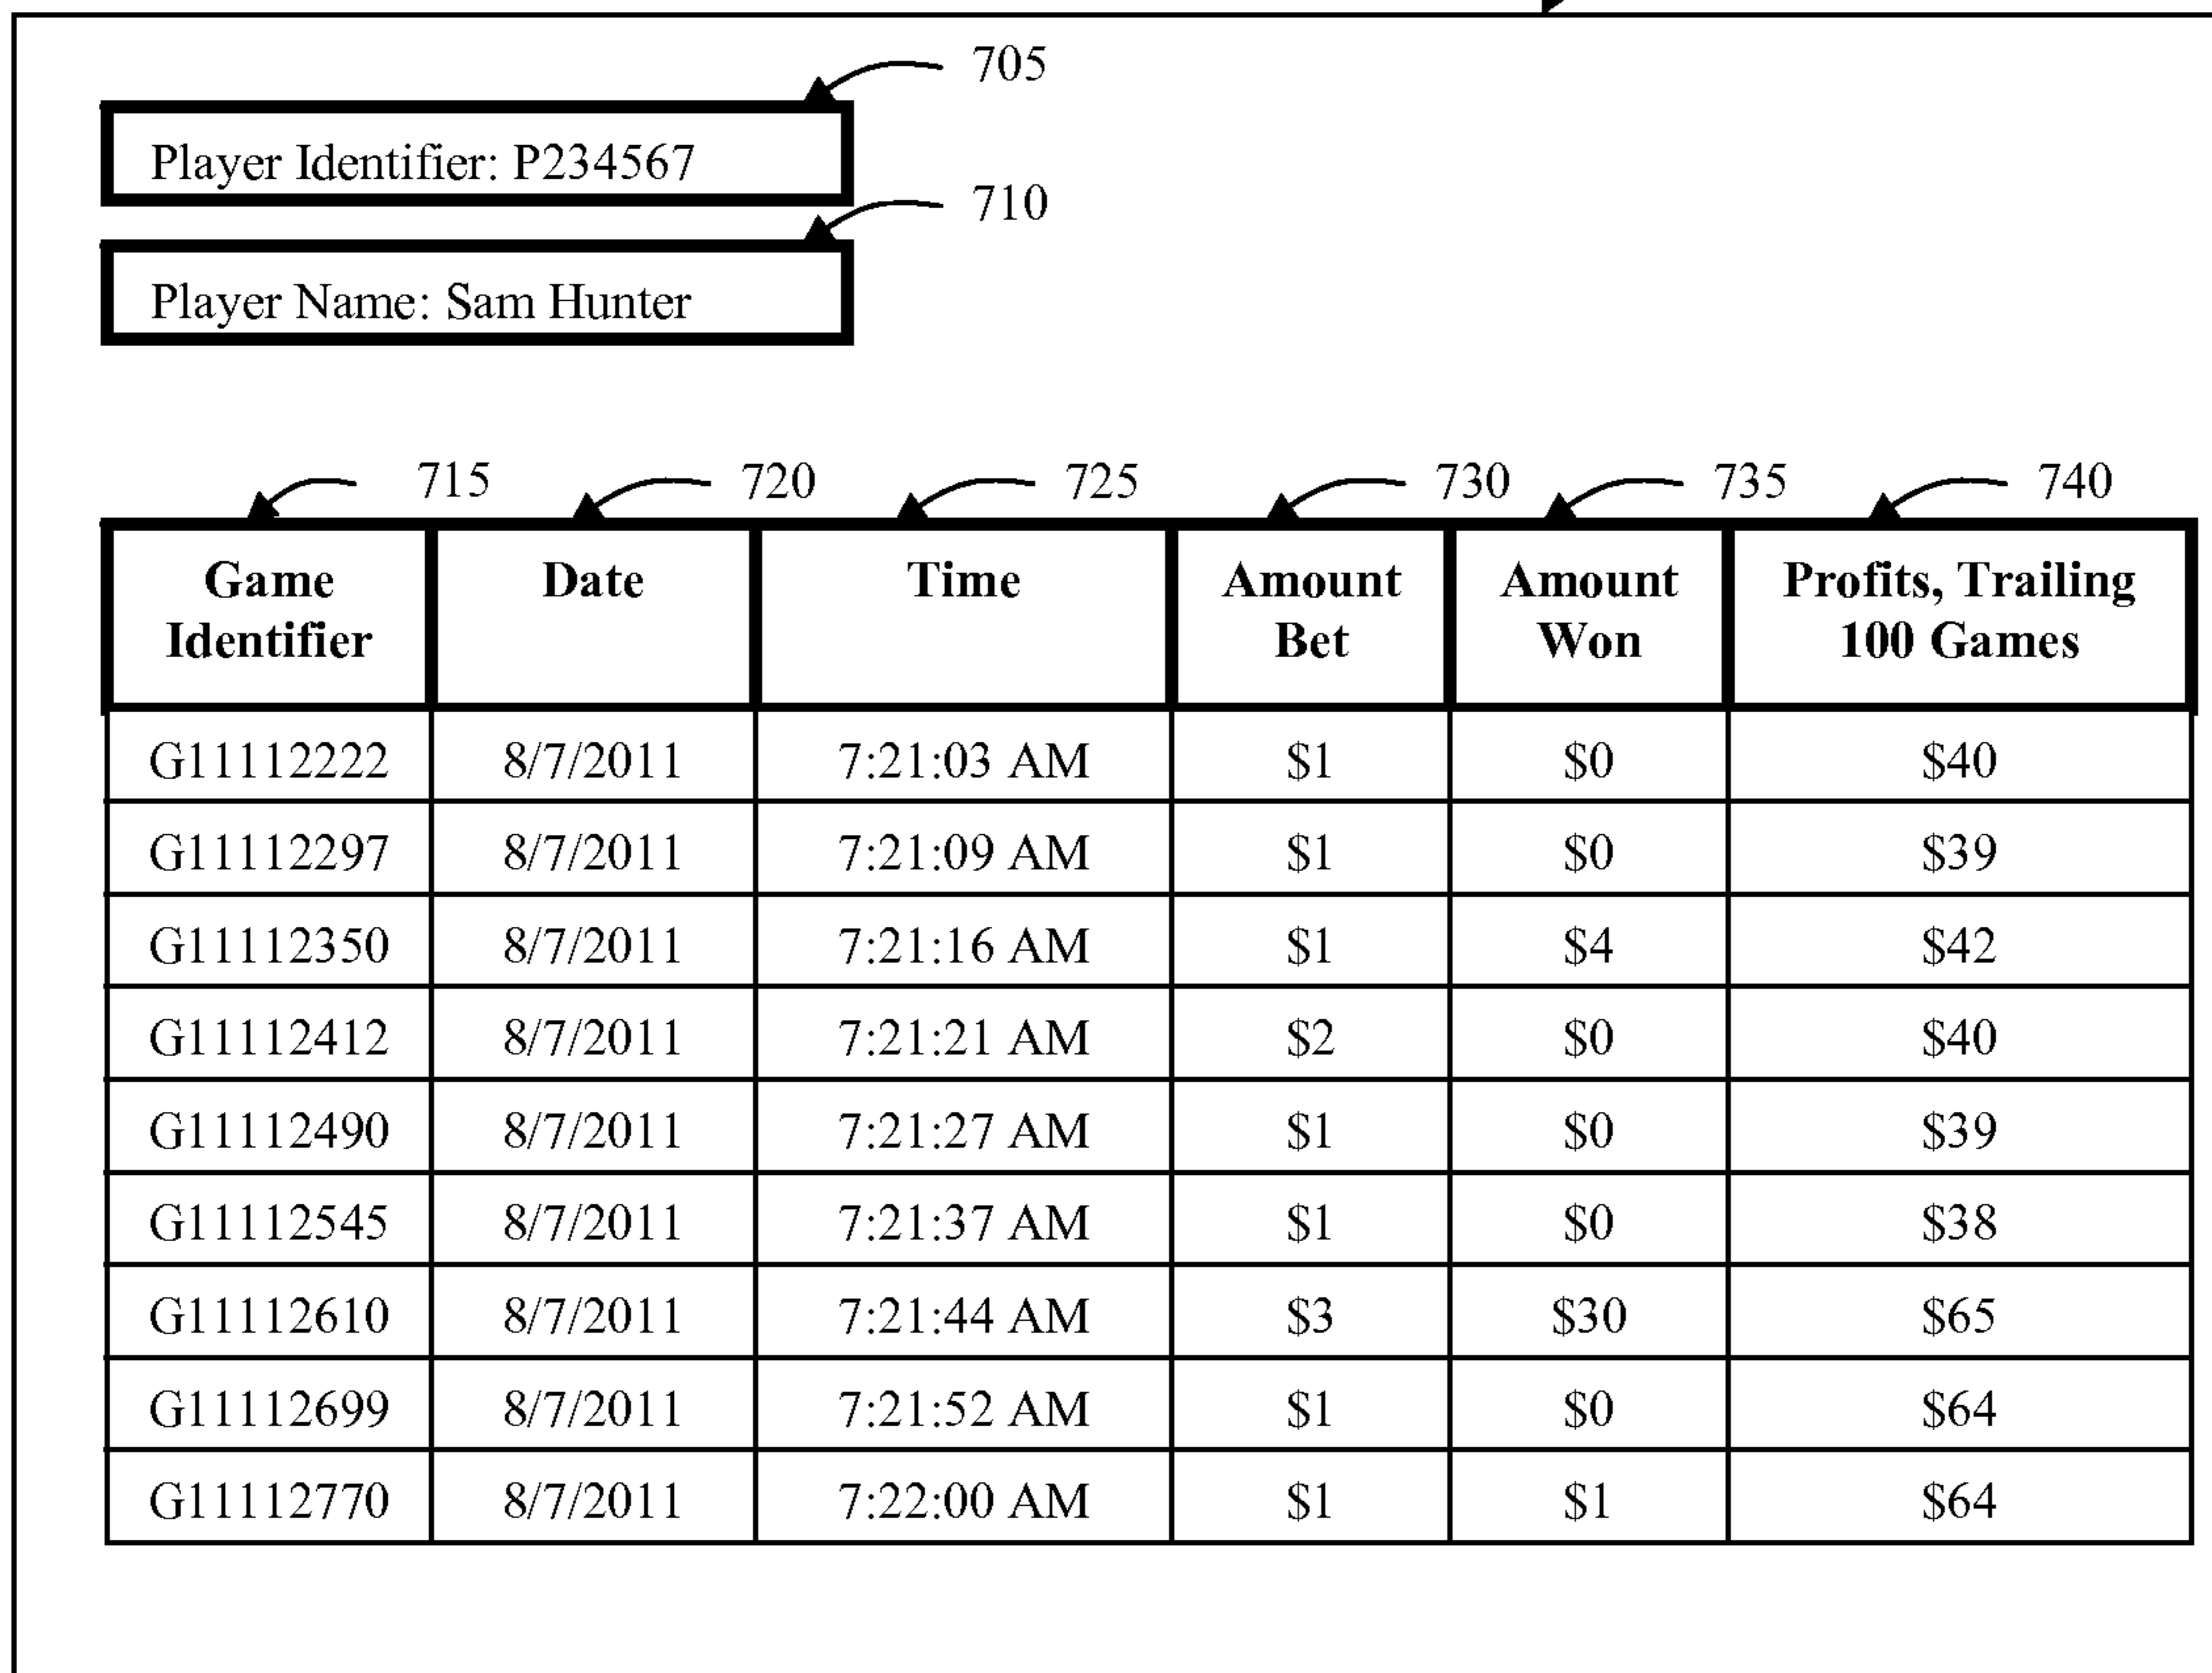 705
Player Identifier: P234567
710
Player Name: Sam Hunter
715 720 725 730 735 740
Game Identifier Date Time Amount Bet Amount Won Profits, Trailing 100 Games
G11112222 8/7/2011 7:21:03 AM $1 $0 $40
G11112297 8/7/2011 7:21:09 AM $1 $0 $39
G11112350 8/7/2011 7:21:16 AM $1 $4 $42
G11112412 8/7/2011 7:21:21 AM $2 $0 $40
G11112490 8/7/2011 7:21:27 AM $1 $0 $39
G11112545 8/7/2011 7:21:37 AM $1 $0 $38
G11112610 8/7/2011 7:21:44 AM $3 $30 $65
G11112699 8/7/2011 7:21:52 AM $1 $0 $64
G11112770 8/7/2011 7:22:00 AM $1 $1 $64